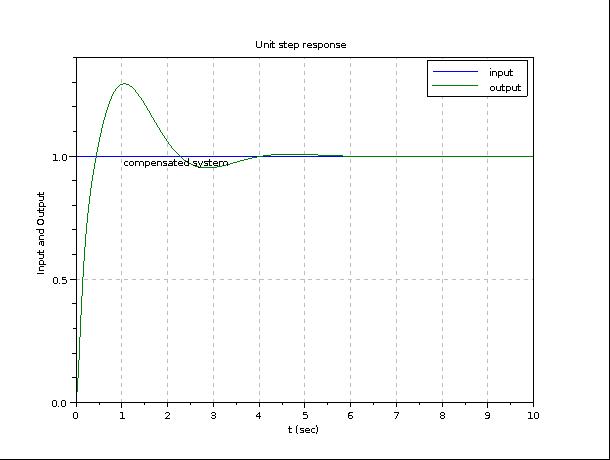 Unit step response
input
output
1.0
compensated system
Input and Output
0.5
0.0
0 1 2 3 4 5 6 7 8 9 10
t (sec)